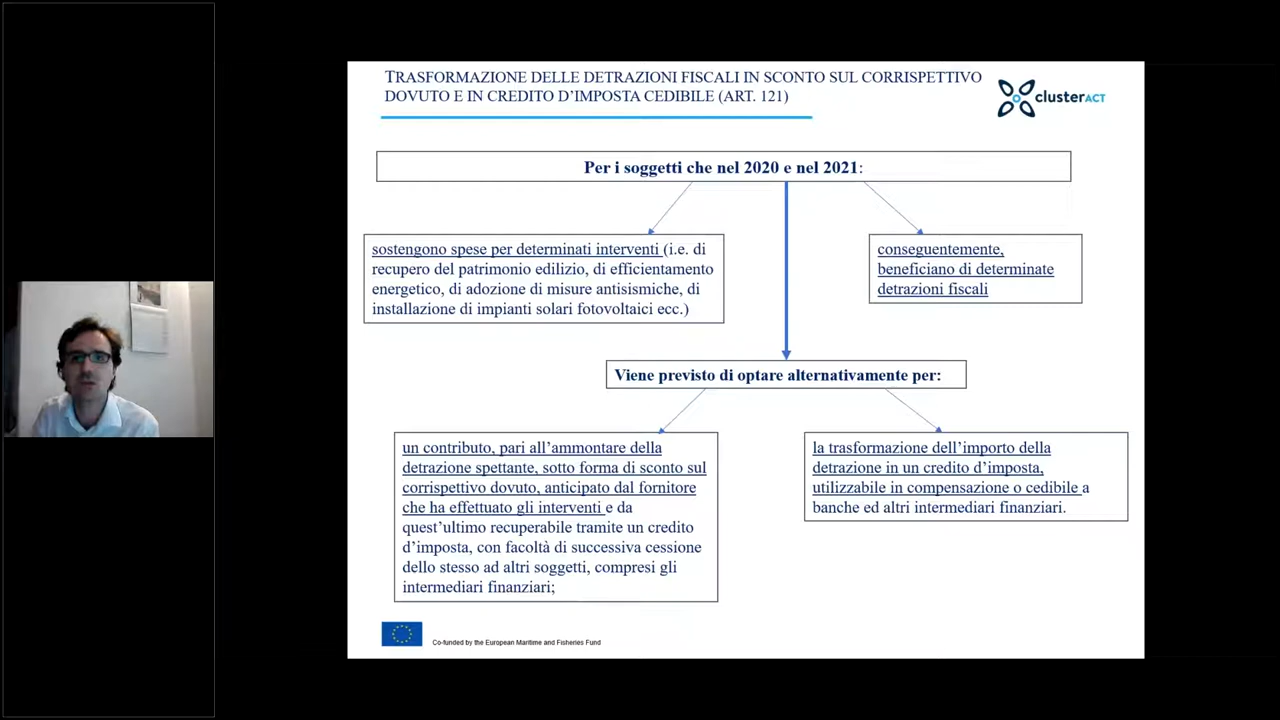 TRASFORMAZIONE DELLE DETRAZIONI FISCALI IN SCONTO SUL CORRISPETTIVO
DOVUTO E IN CREDITO D'IMPOSTA CEDIBILE (ART. 121)
clusterACT
Per i soggetti che nel 2020 e nel 2021:
sostengono spese per determinati interventi (i.e. di
recupero del patrimonio edilizio, di efficientamento
energetico, di adozione di misure antisismiche, di
installazione di impianti solari fotovoltaici ecc.)
conseguentemente,
beneficiano di determinate
detrazioni fiscali
Viene previsto di optare alternativamente per:
un contributo, pari all'ammontare della
detrazione spettante, sotto forma di sconto sul
corrispettivo dovuto, anticipato dal fornitore
che ha effettuato gli interventi e da
quest'ultimo recuperabile tramite un credito
d'imposta, con facoltà di successiva cessione
dello stesso ad altri soggetti, compresi gli
intermediari finanziari;
la trasformazione dell'importo della
detrazione in un credito d'imposta,
utilizzabile in compensazione o cedibile a
banche ed altri intermediari finanziari.
Co-funded by the European Maritime and Fisheries Fund